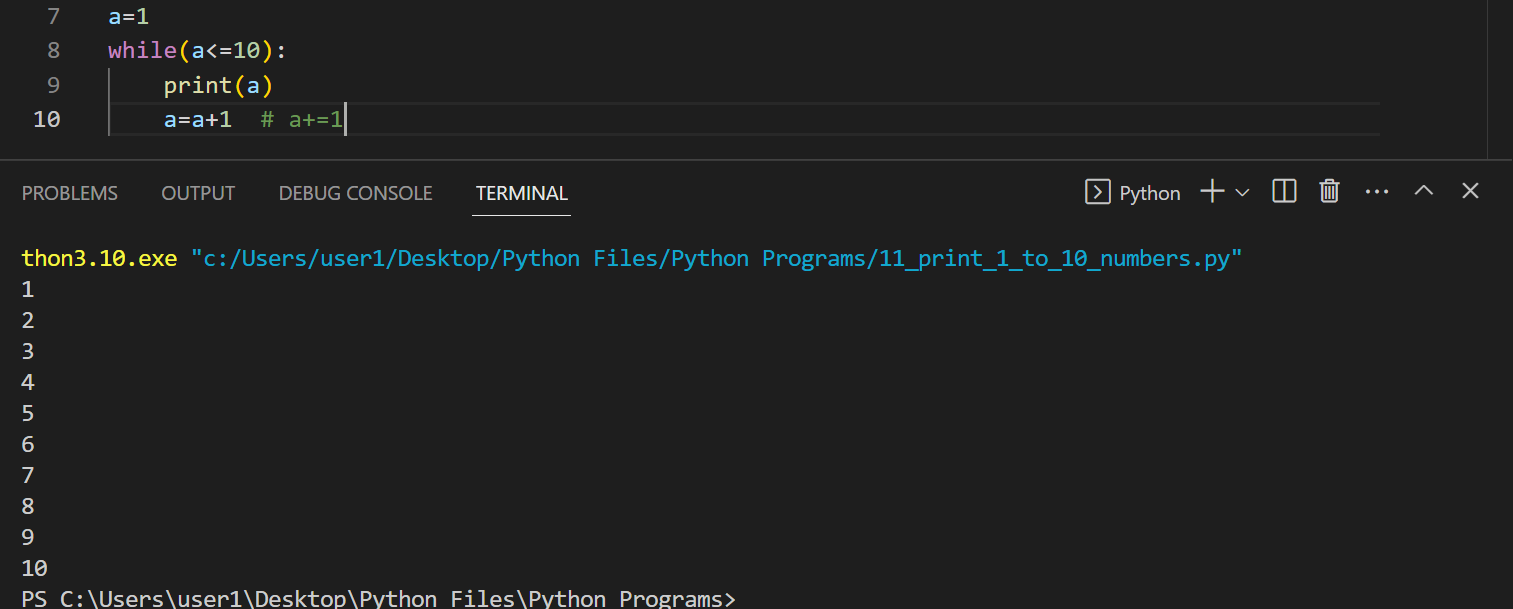 7 a=1
8 while(a<=10):
9     print(a)
10     a=a+1  # a+=1
PROBLEMS OUTPUT DEBUG CONSOLE TERMINAL Python
thon3.10.exe "c:/Users/user1/Desktop/Python Files/Python Programs/11_print_1_to_10_numbers.py"
1
2
3
4
5
6
7
8
9
10
PS C:\Users\user1\Desktop\Python Files\Python Programs>